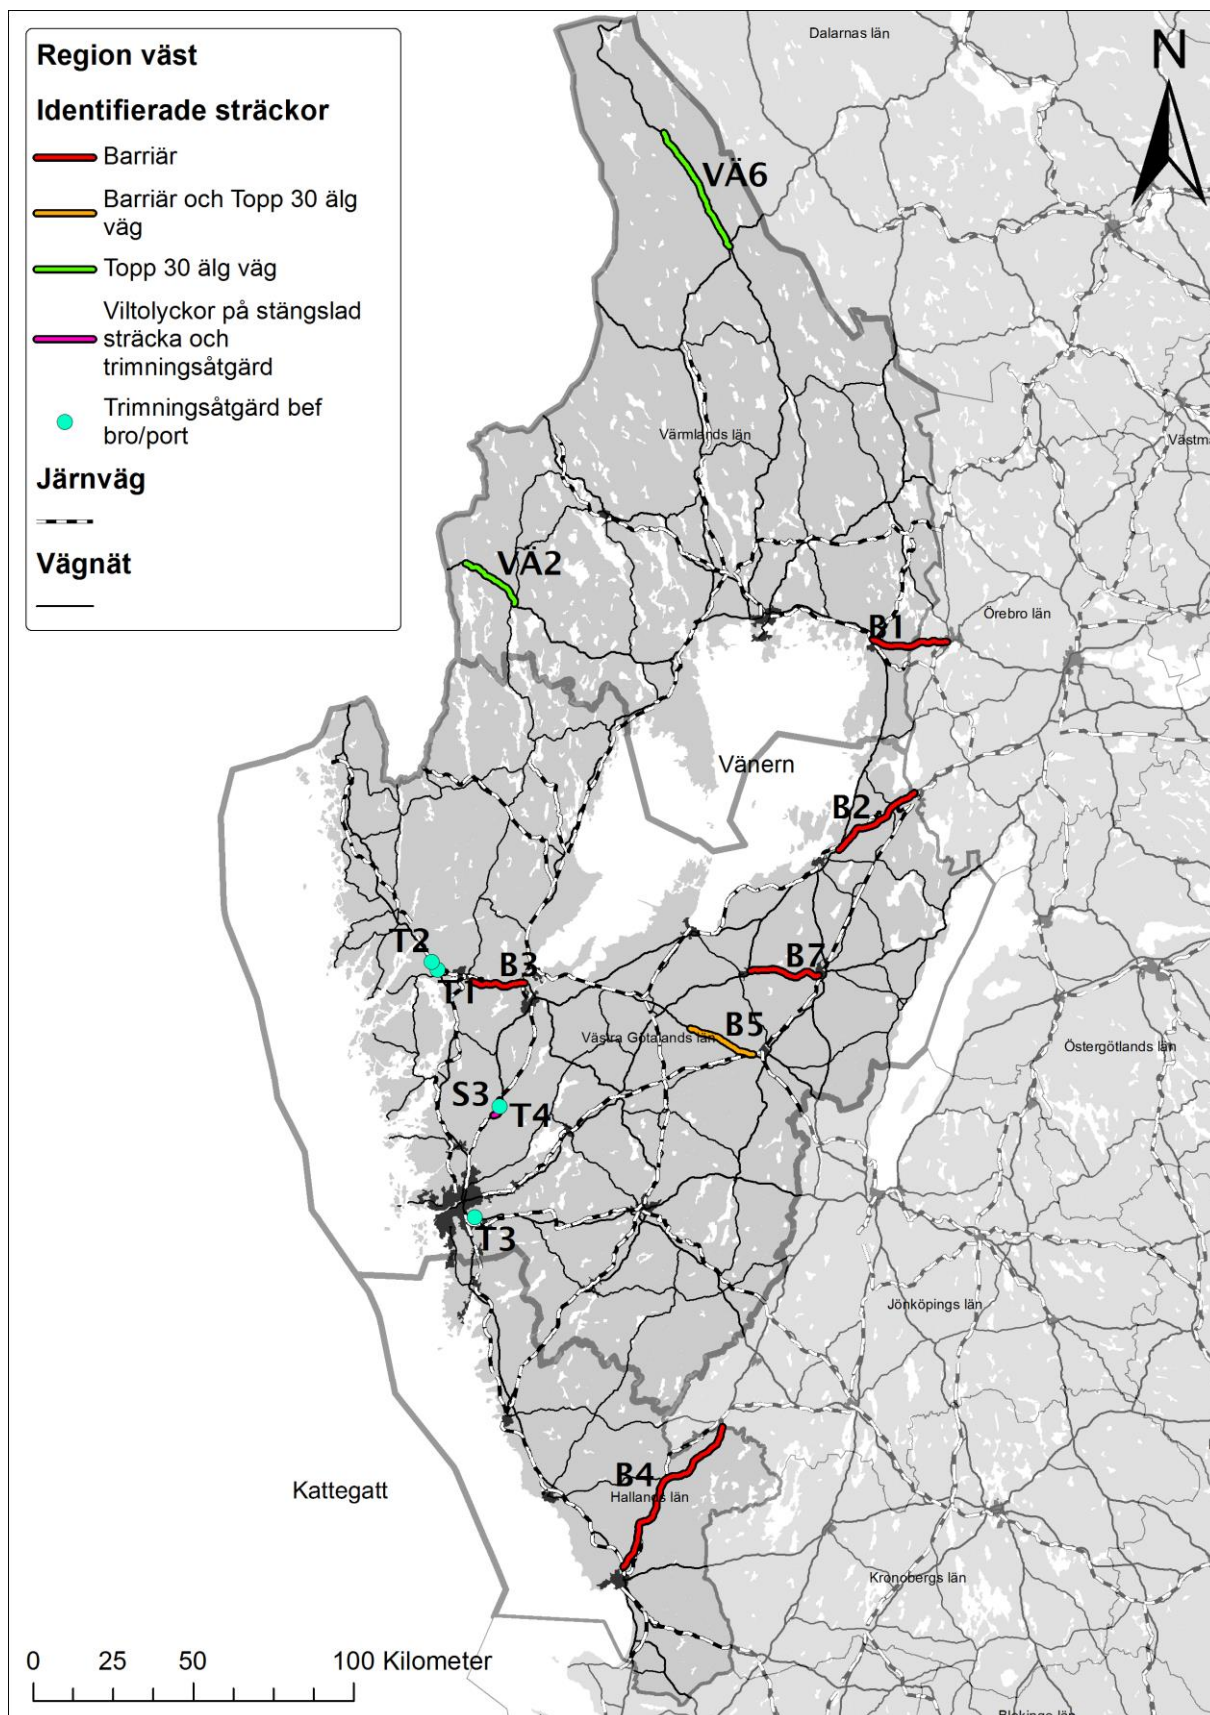 Region väst
Identifierade sträckor
Barriär
Barriär och Topp 30 älg
väg
Topp 30 älg väg
Viltolyckor på stängslad
sträcka och
trimningsåtgärd
Trimningsåtgärd bef
bro/port
Järnväg
Vägnät
Dalarnas län
N
VÄ6
Värmlands län
Västm
VÄ2
B1
Örebro län
Vänern
B2
T2
T1
B3
B7
B5
Västra Götalands län
Östergötlands län
S3
T4
T3
Jönköpings län
B4
Hallands län
Kattegatt
Kronobergs län
0 25 50 100 Kilometer
Blekings län